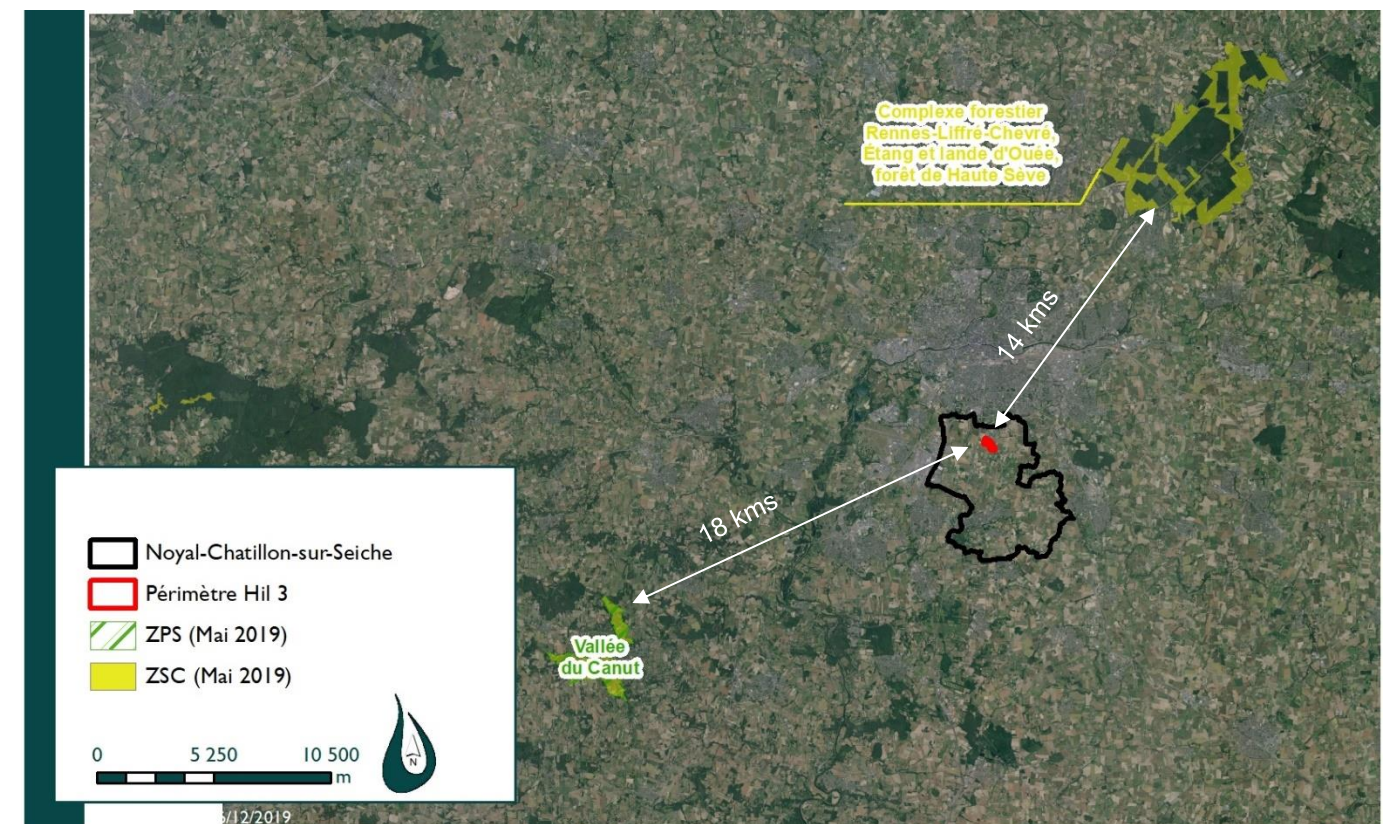 Complexe forestier
Rennes-Liffré-Chevré,
Étang et lande d'Ouée,
forêt de Haute Sève
14 kms
18 kms
Vallée
du Canut
Noyal-Chatillon-sur-Seiche
Périmètre Hil 3
ZPS (Mai 2019)
ZSC (Mai 2019)
N
0 5 250 10 500
m
/12/2019